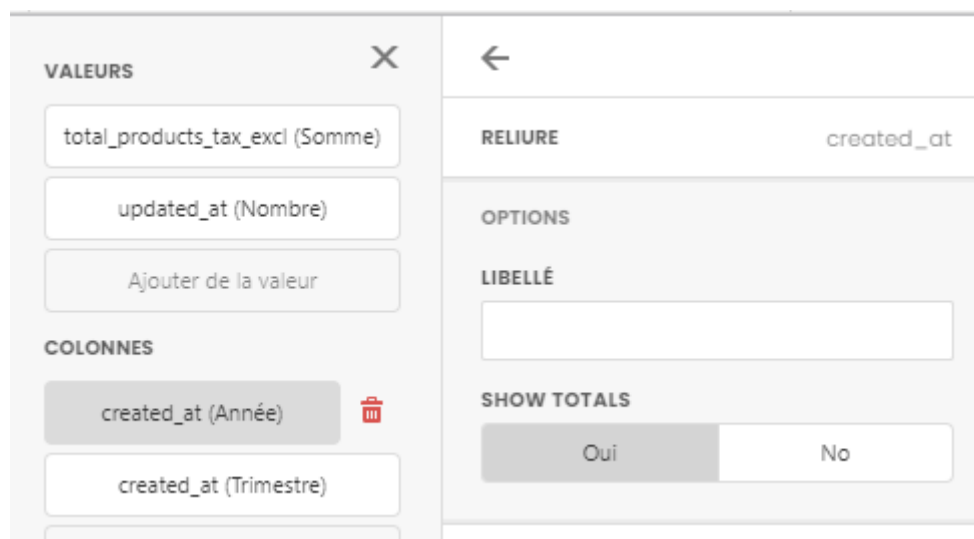 VALEURS
total_products_tax_excl (Somme)
updated_at (Nombre)
Ajouter de la valeur
COLONNES
created_at (Année)
created_at (Trimestre)
RELIURE created_at
OPTIONS
LIBELLÉ
SHOW TOTALS
Oui No